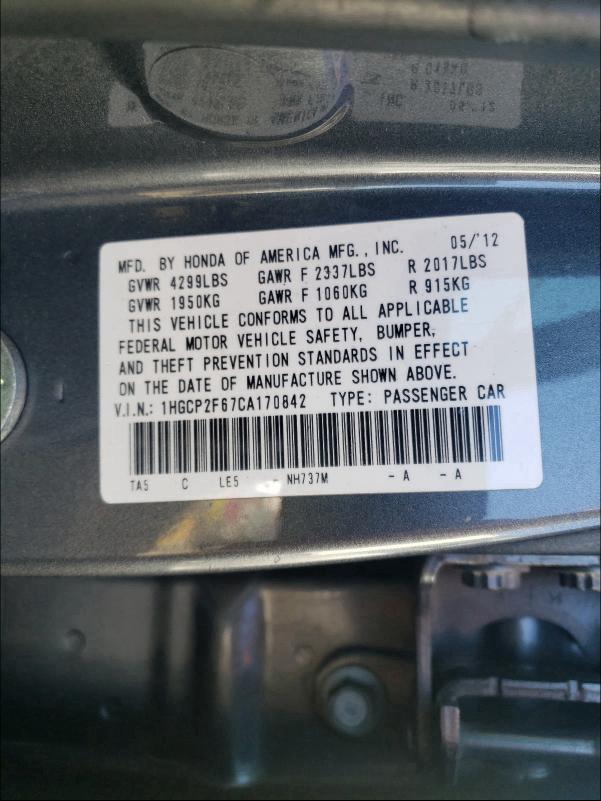 MFD. BY HONDA OF AMERICA MFG., INC. 05/'12
GVWR 4299LBS GAWR F 2337LBS R 2017LBS
GVWR 1950KG GAWR F 1060KG R 915KG
THIS VEHICLE CONFORMS TO ALL APPLICABLE
FEDERAL MOTOR VEHICLE SAFETY, BUMPER,
AND THEFT PREVENTION STANDARDS IN EFFECT
ON THE DATE OF MANUFACTURE SHOWN ABOVE.
V.I.N.: 1HGCP2F67CA170842 TYPE: PASSENGER CAR
TA5 C LE5 - NH737M - A - A